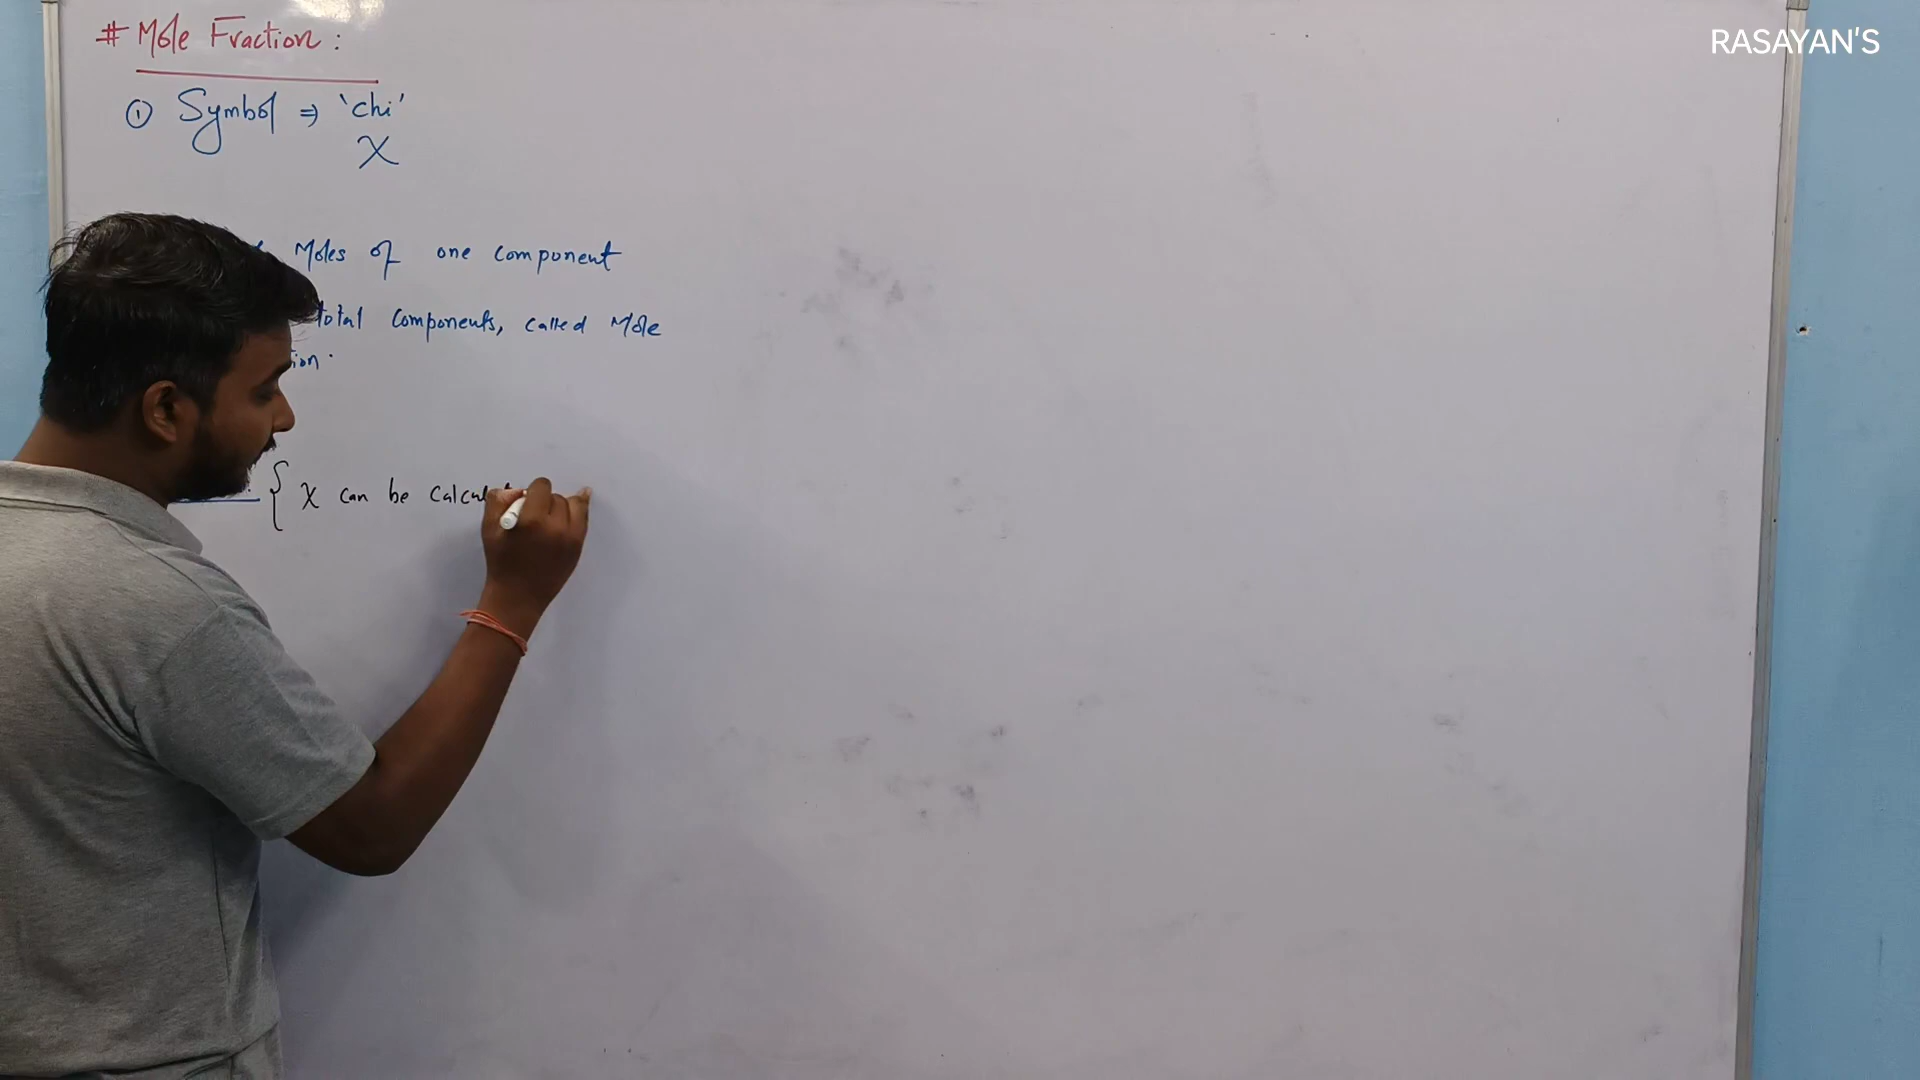 RASAYAN'S
# Mole Fraction :
① Symbol ⇒ 'chi'
χ
Moles of one component
total components, called Mole
{ χ can be